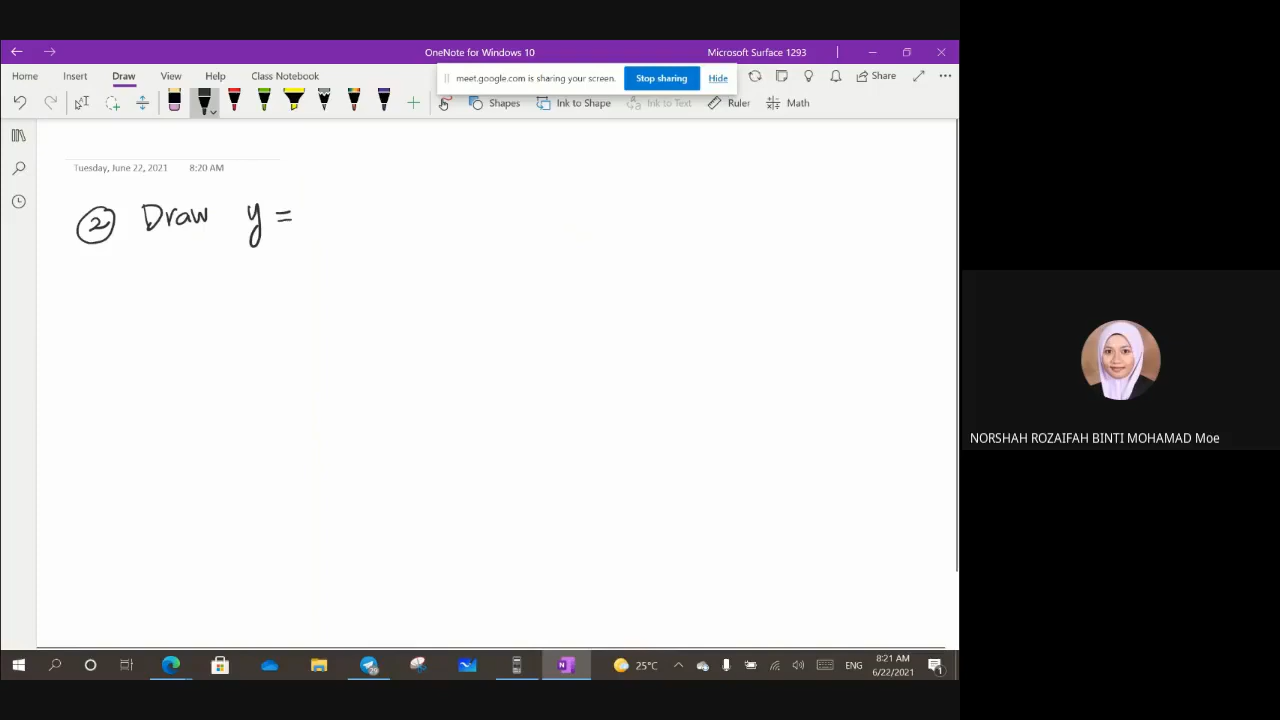 OneNote for Windows 10
Microsoft Surface 1293
Home Insert Draw View Help Class Notebook
meet.google.com is sharing your screen. Stop sharing Hide
Share
Shapes Ink to Shape Ink to Text Ruler Math
Tuesday, June 22, 2021 8:20 AM
② Draw y =
NORSHAH ROZAIFAH BINTI MOHAMAD Moe
29
N
25°C
ENG
8:21 AM
6/22/2021
1